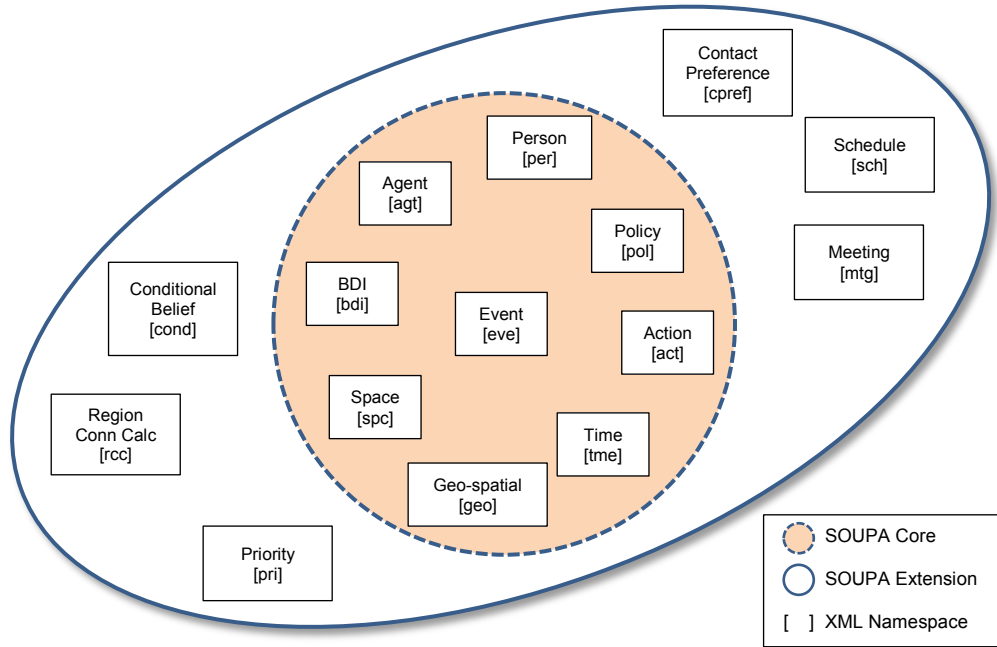 Contact
Preference
[cpref]
Person
[per]
Schedule
[sch]
Agent
[agt]
Policy
[pol]
Meeting
[mtg]
Conditional
Belief
[cond]
BDI
[bdi]
Event
[eve]
Action
[act]
Space
[spc]
Region
Conn Calc
[rcc]
Time
[tme]
Geo-spatial
[geo]
Priority
[pri]
SOUPA Core
SOUPA Extension
[ ] XML Namespace